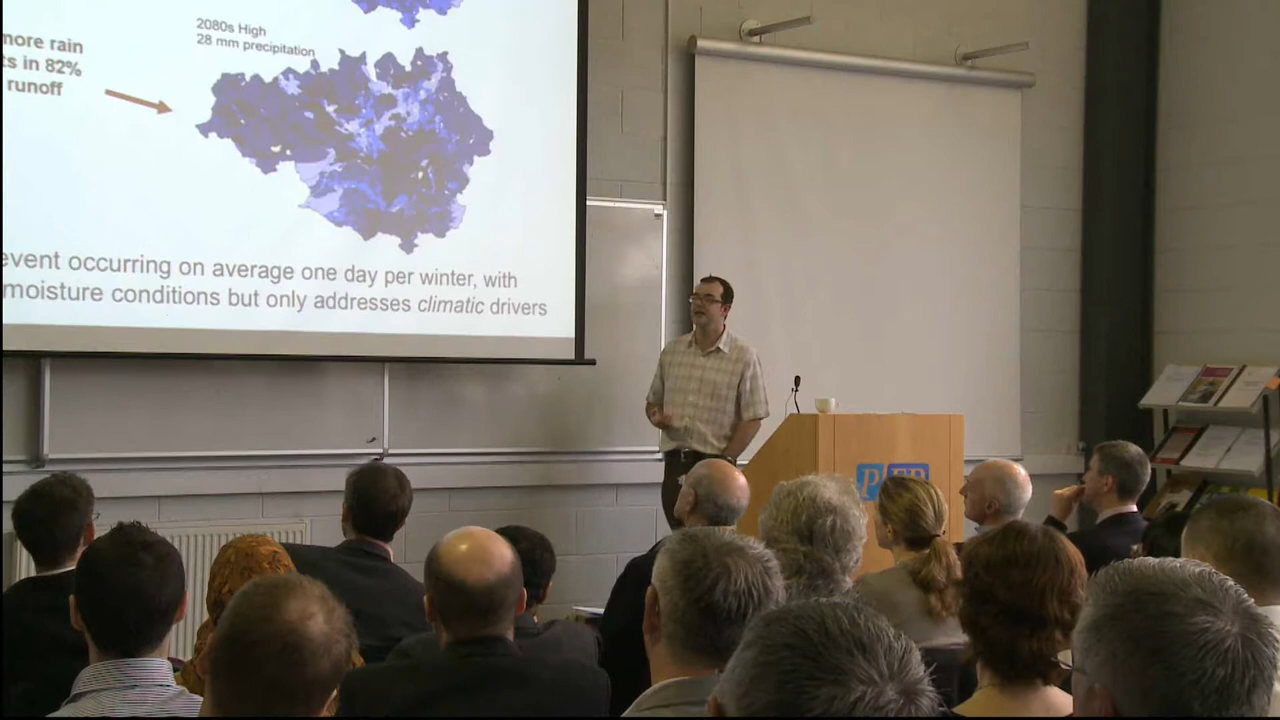 2080s High
28 mm precipitation
more rain
ts in 82%
runoff
event occurring on average one day per winter, with
moisture conditions but only addresses climatic drivers